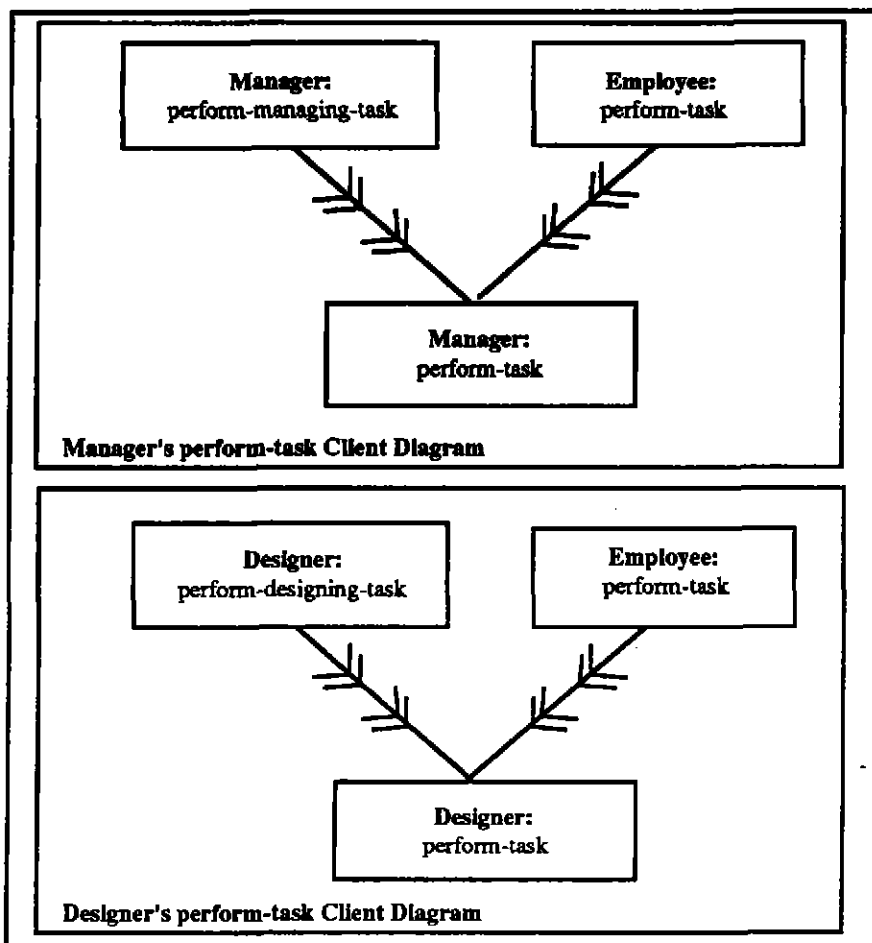 Manager:
perform-managing-task
Employee:
perform-task
Manager:
perform-task
Manager's perform-task Client Diagram
Designer:
perform-designing-task
Employee:
perform-task
Designer:
perform-task
Designer's perform-task Client Diagram